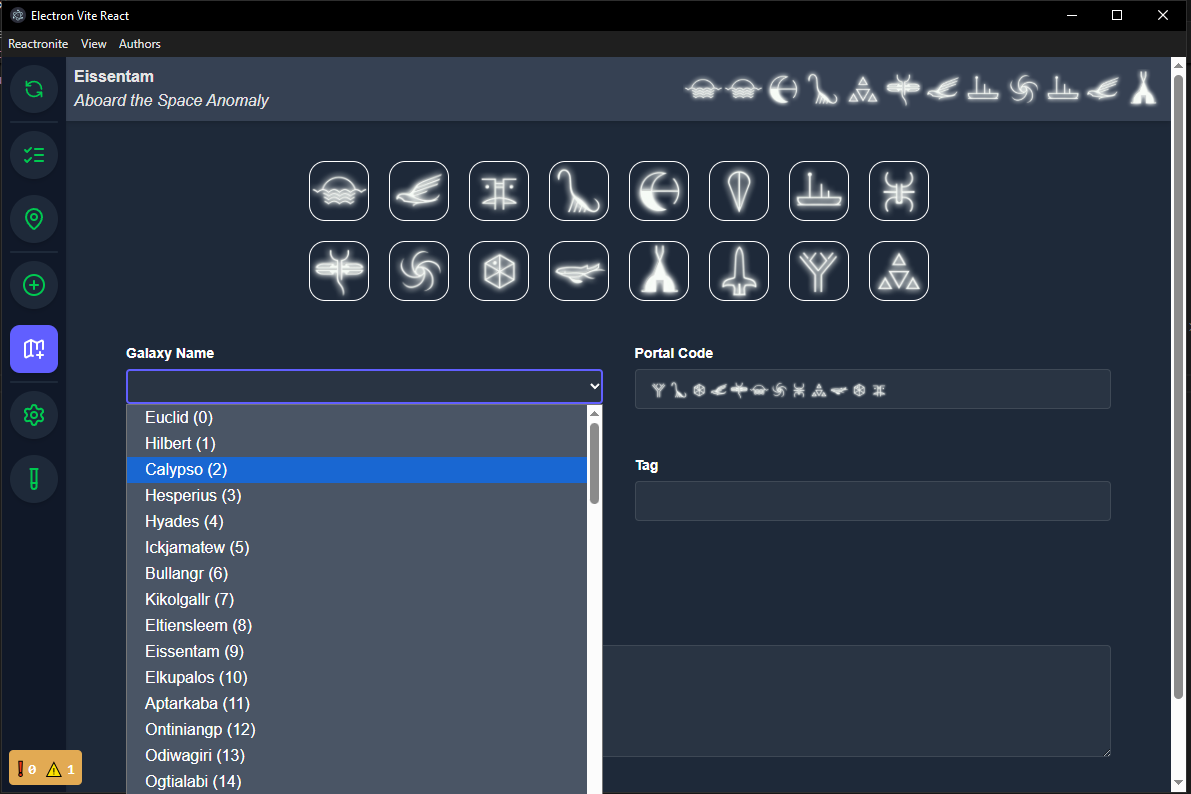 Electron Vite React
Reactronite View Authors
Eissentam
Aboard the Space Anomaly
Galaxy Name
Portal Code
Euclid (0)
Hilbert (1)
Calypso (2)
Hesperius (3)
Hyades (4)
Ickjamatew (5)
Bullangr (6)
Kikolgallr (7)
Eltiensleem (8)
Eissentam (9)
Elkupalos (10)
Aptarkaba (11)
Ontiniangp (12)
Odiwagiri (13)
Ogtialabi (14)
Tag
0 1